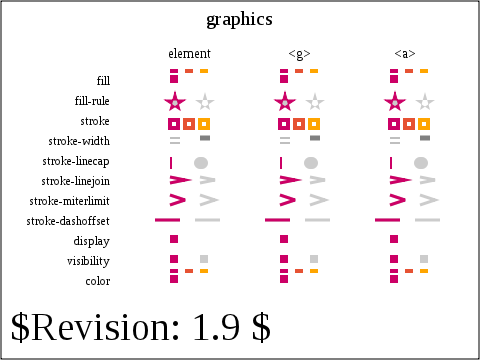 graphics
element <g> <a>
fill
fill-rule
stroke
stroke-width
stroke-linecap
stroke-linejoin
stroke-miterlimit
stroke-dashoffset
display
visibility
color
$Revision: 1.9 $